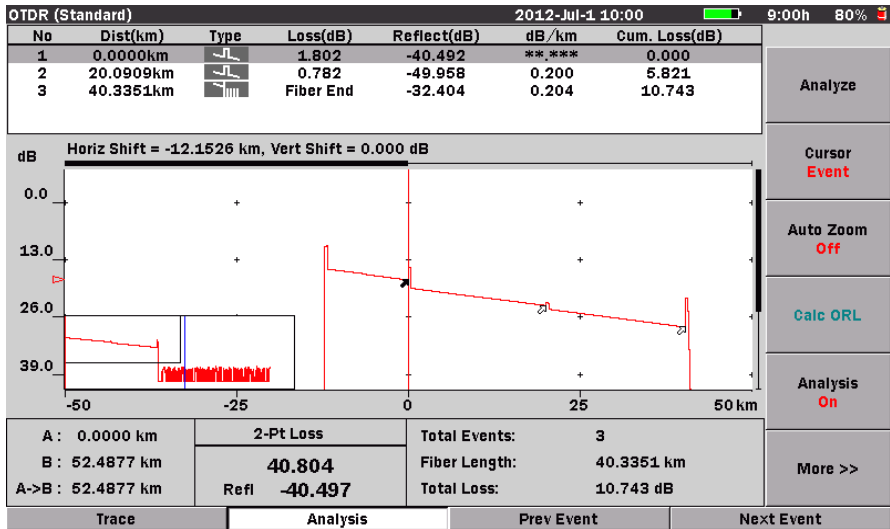 OTDR (Standard) 2012-Jul-1 10:00 9:00h 80%
No Dist(km) Type Loss(dB) Reflect(dB) dB/km Cum. Loss(dB)
1 0.0000km 1.802 -40.492 **.*** 0.000
2 20.0909km 0.782 -49.958 0.200 5.821
3 40.3351km Fiber End -32.404 0.204 10.743
Analyze
dB Horiz Shift = -12.1526 km, Vert Shift = 0.000 dB
Cursor
Event
0.0
Auto Zoom
Off
13.0
26.0
Calc ORL
39.0
Analysis
On
-50 -25 0 25 50 km
A : 0.0000 km 2-Pt Loss Total Events: 3
B : 52.4877 km 40.804 Fiber Length: 40.3351 km
A->B : 52.4877 km Refl -40.497 Total Loss: 10.743 dB
More >>
Trace Analysis Prev Event Next Event